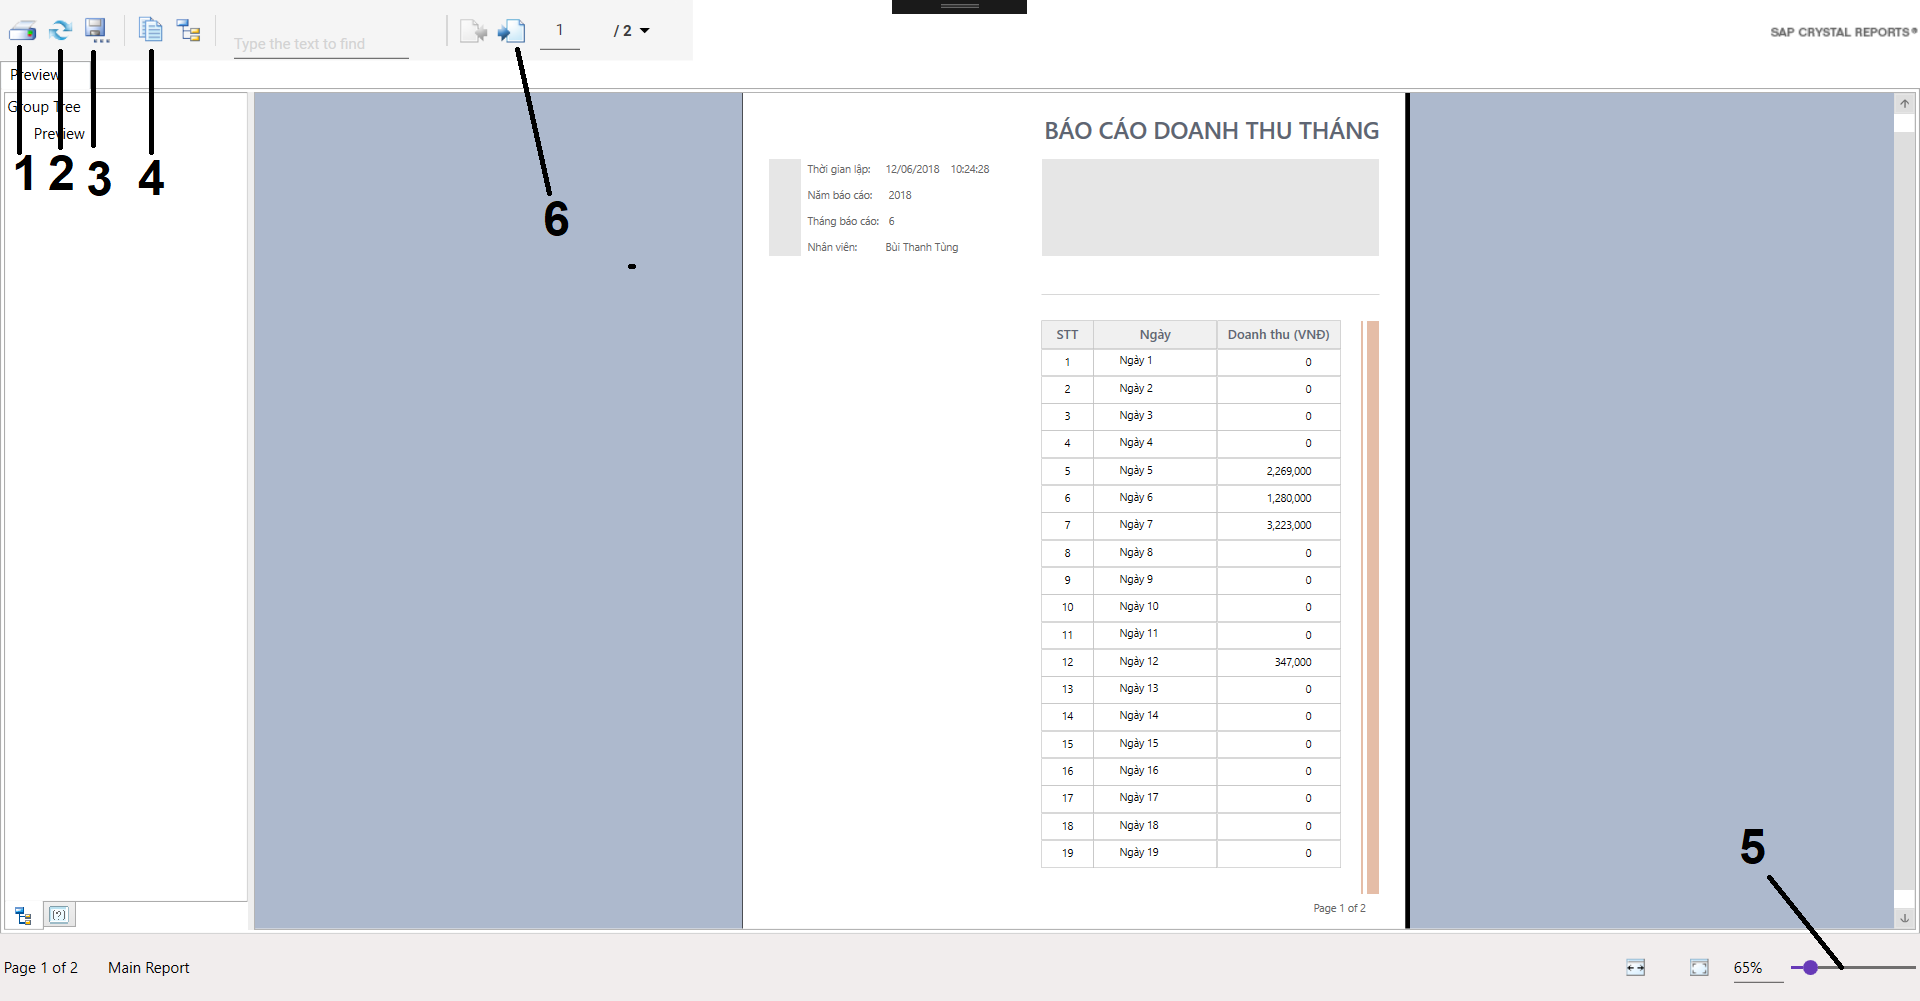 Type the text to find
1
/ 2
SAP CRYSTAL REPORTS®
Preview
Group Tree
Preview
1 2 3 4
6
BÁO CÁO DOANH THU THÁNG
Thời gian lập: 12/06/2018 10:24:28
Năm báo cáo: 2018
Tháng báo cáo: 6
Nhân viên: Bùi Thanh Tùng
STT Ngày Doanh thu (VNĐ)
1 Ngày 1 0
2 Ngày 2 0
3 Ngày 3 0
4 Ngày 4 0
5 Ngày 5 2,269,000
6 Ngày 6 1,280,000
7 Ngày 7 3,223,000
8 Ngày 8 0
9 Ngày 9 0
10 Ngày 10 0
11 Ngày 11 0
12 Ngày 12 347,000
13 Ngày 13 0
14 Ngày 14 0
15 Ngày 15 0
16 Ngày 16 0
17 Ngày 17 0
18 Ngày 18 0
19 Ngày 19 0
5
Page 1 of 2
(?)
Page 1 of 2 Main Report 65%